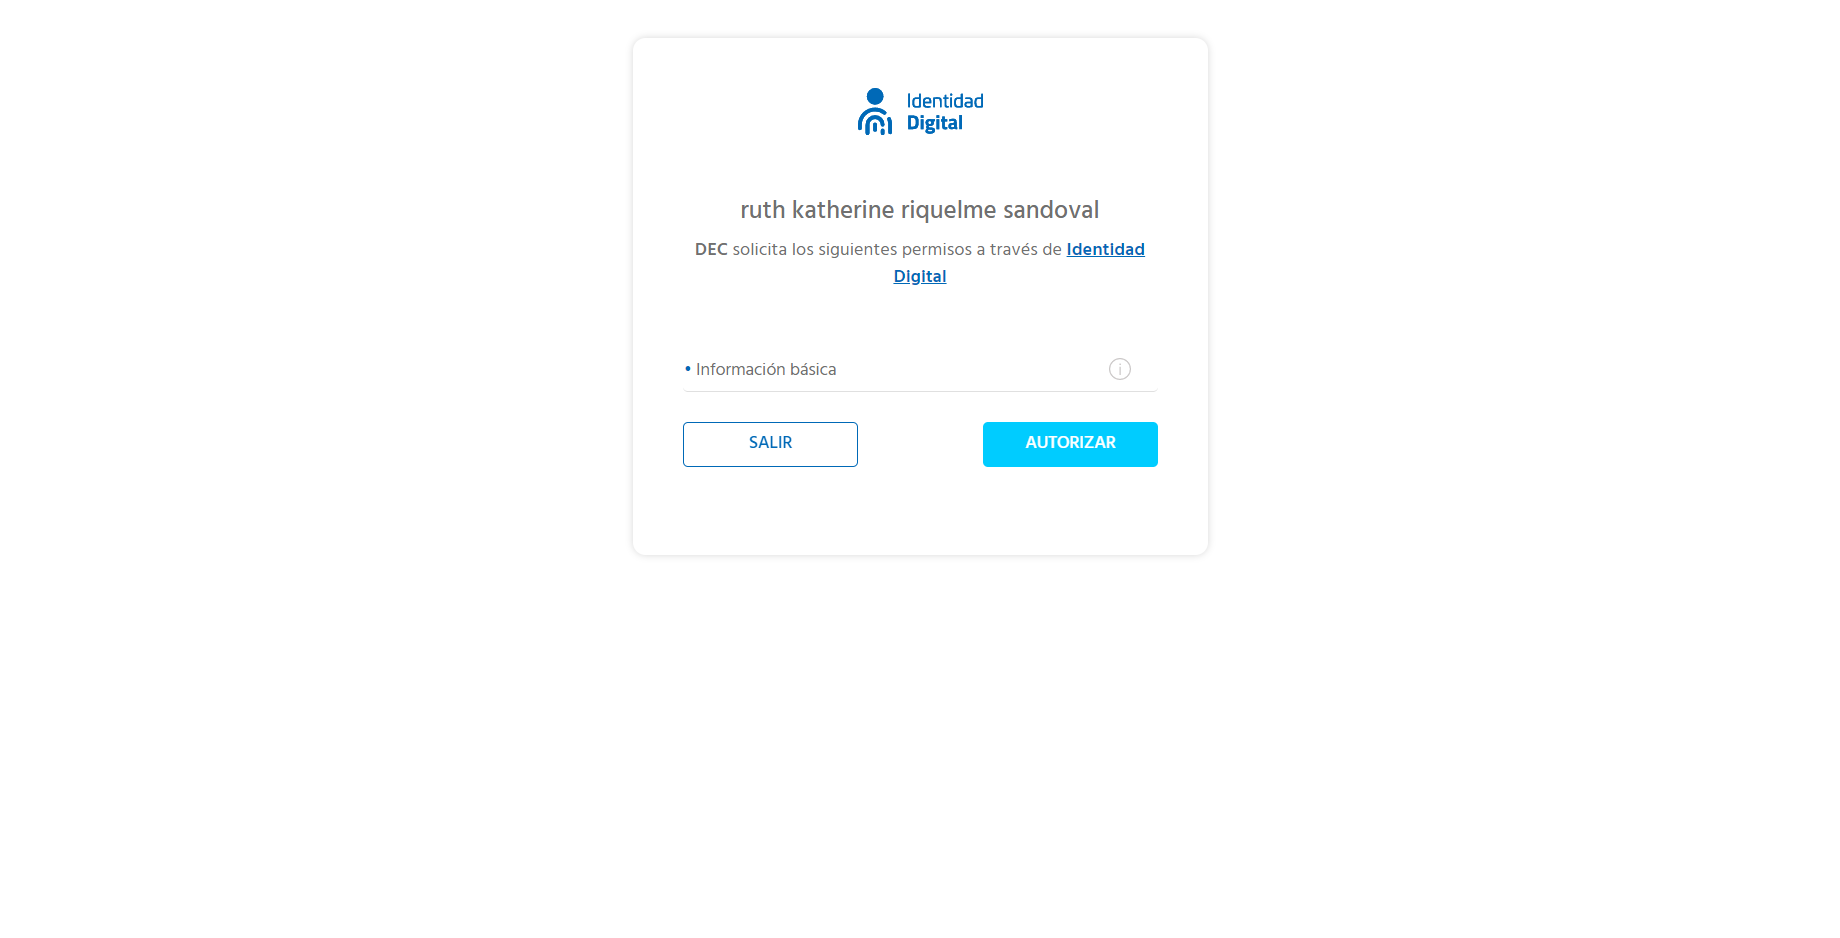 Identidad
Digital
ruth katherine riquelme sandoval
DEC solicita los siguientes permisos a través de Identidad
Digital
• Información básica
SALIR
AUTORIZAR